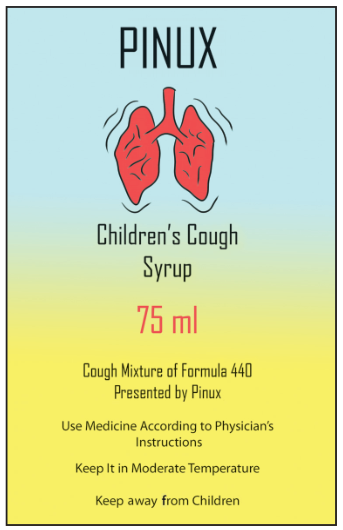 PINUX
Children's Cough
Syrup
75 ml
Cough Mixture of Formula 440
Presented by Pinux
Use Medicine According to Physician's
Instructions
Keep It in Moderate Temperature
Keep away from Children